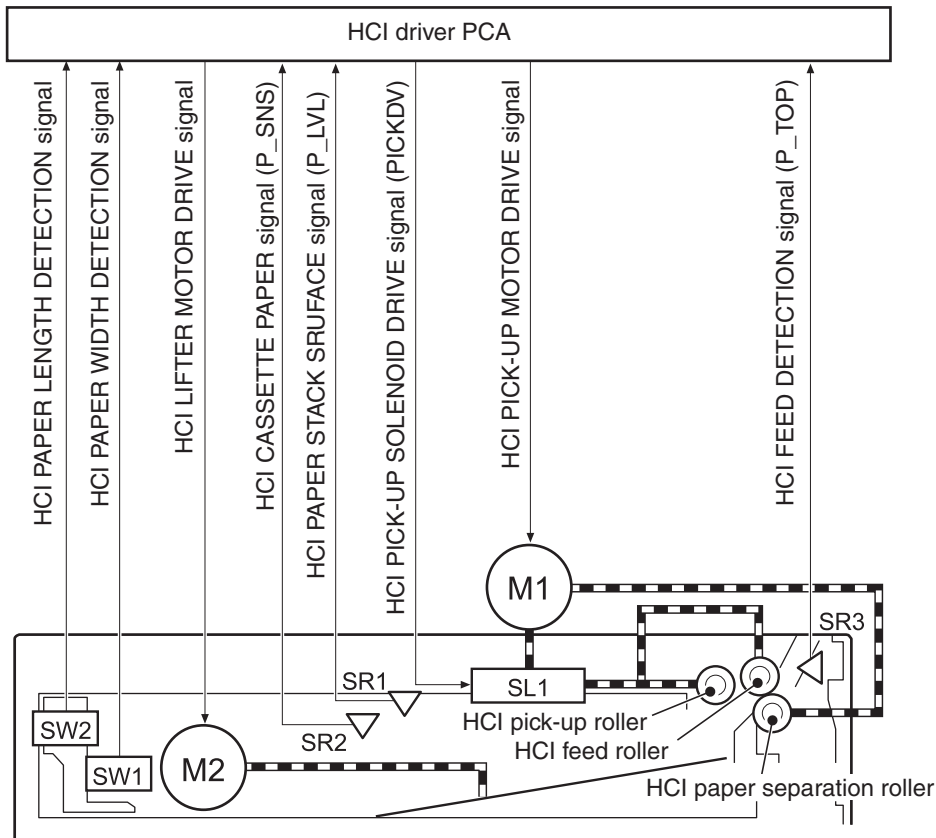 HCI driver PCA
HCI PAPER LENGTH DETECTION signal
HCI PAPER WIDTH DETECTION signal
HCI LIFTER MOTOR DRIVE signal
HCI CASSETTE PAPER signal (P_SNS)
HCI PAPER STACK SRUFACE signal (P_LVL)
HCI PICK-UP SOLENOID DRIVE signal (PICKDV)
HCI PICK-UP MOTOR DRIVE signal
HCI FEED DETECTION signal (P_TOP)
M1
SR3
SR1
SL1
SR2
HCI pick-up roller
HCI feed roller
SW2
SW1
M2
HCI paper separation roller